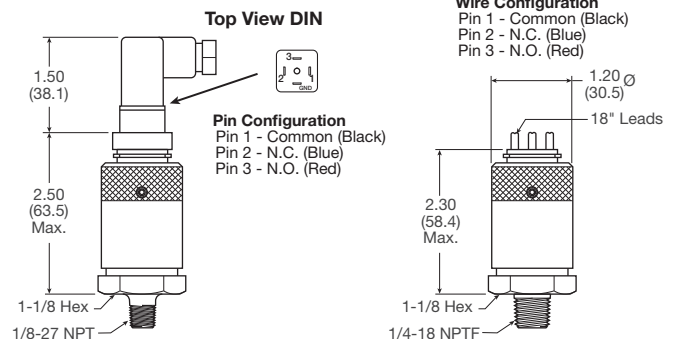 Top View DIN
3
2
1
GND
1.50
(38.1)
Pin Configuration
Pin 1 - Common (Black)
Pin 2 - N.C. (Blue)
Pin 3 - N.O. (Red)
2.50
(63.5)
Max.
1-1/8 Hex
1/8-27 NPT
Wire Configuration
Pin 1 - Common (Black)
Pin 2 - N.C. (Blue)
Pin 3 - N.O. (Red)
1.20 Ø
(30.5)
18" Leads
2.30
(58.4)
Max.
1-1/8 Hex
1/4-18 NPTF